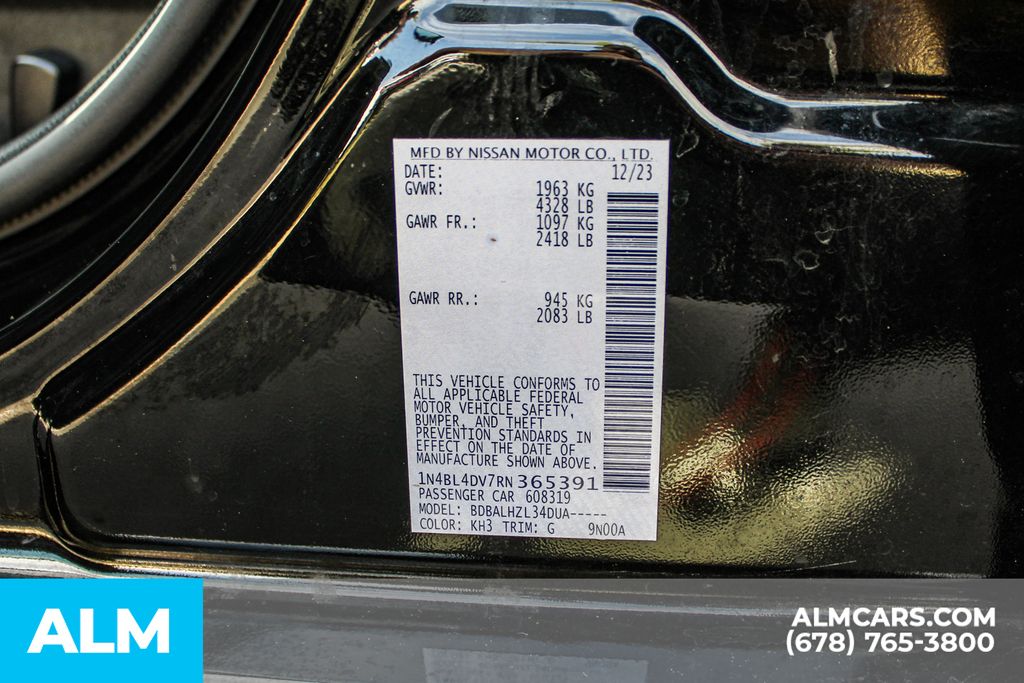 MFD BY NISSAN MOTOR CO., LTD.
DATE: 12/23
GVWR: 1963 KG
4328 LB
GAWR FR.: 1097 KG
2418 LB
GAWR RR.: 945 KG
2083 LB
THIS VEHICLE CONFORMS TO
ALL APPLICABLE FEDERAL
MOTOR VEHICLE SAFETY,
BUMPER, AND THEFT
PREVENTION STANDARDS IN
EFFECT ON THE DATE OF
MANUFACTURE SHOWN ABOVE.
1N4BL4DV7RN365391
PASSENGER CAR 608319
MODEL: BDBALHZL34DUA-----
COLOR: KH3 TRIM: G 9N00A
ALM
ALMCARS.COM
(678) 765-3800